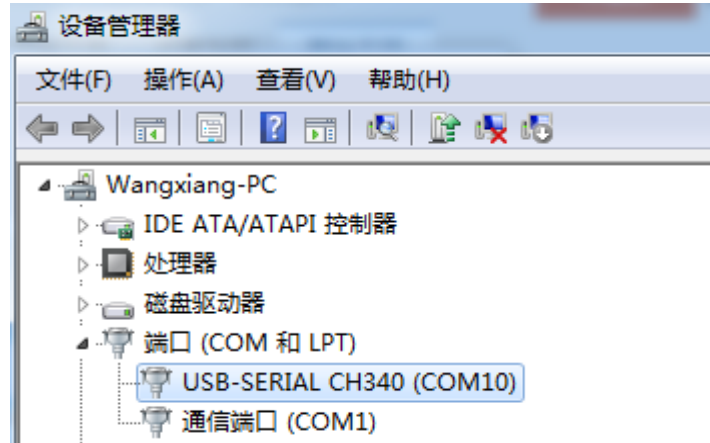 设备管理器
文件(F) 操作(A) 查看(V) 帮助(H)
Wangxiang-PC
IDE ATA/ATAPI 控制器
处理器
磁盘驱动器
端口 (COM 和 LPT)
USB-SERIAL CH340 (COM10)
通信端口 (COM1)